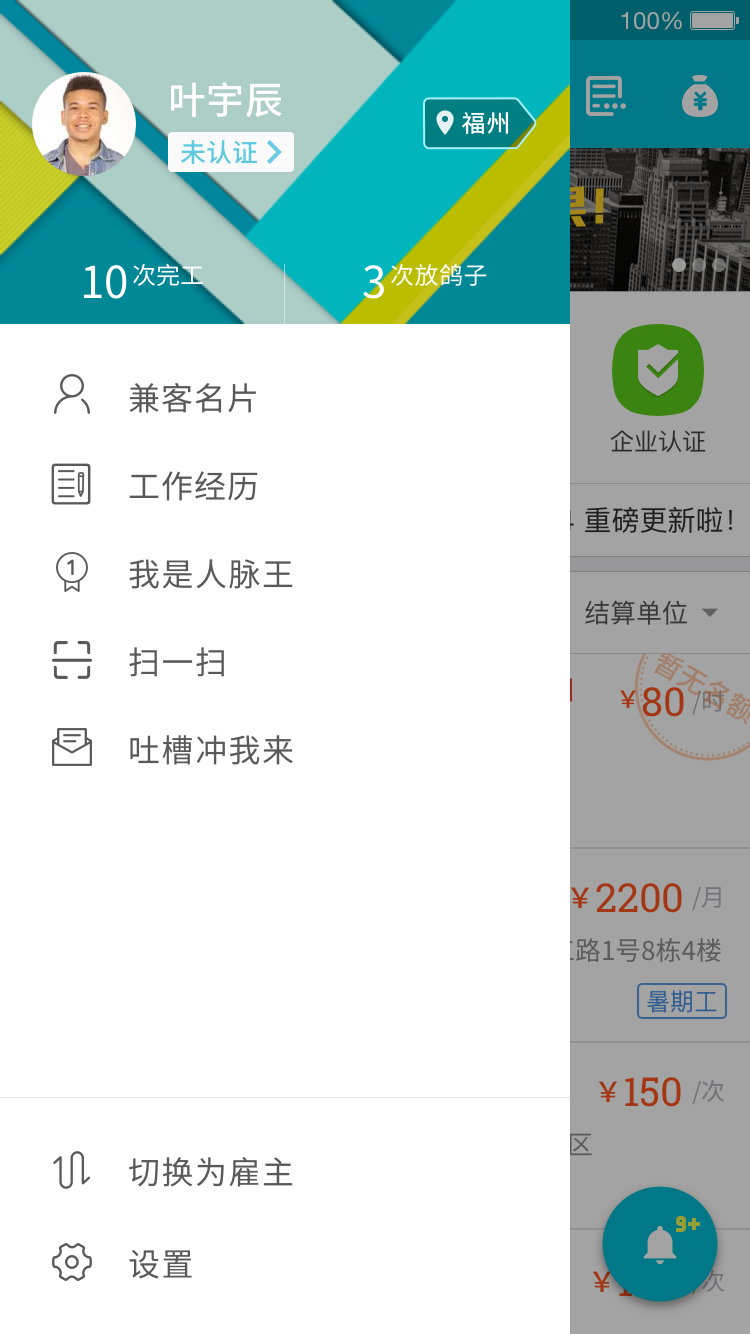 100%
叶宇辰
未认证
福州
10次完工
3次放鸽子
兼客名片
工作经历
我是人脉王
扫一扫
吐槽冲我来
切换为雇主
设置
企业认证
重磅更新啦！
结算单位
暂无名额
¥80/时
¥2200/月
路1号8栋4楼
暑期工
¥150/次
区
9+
¥
次